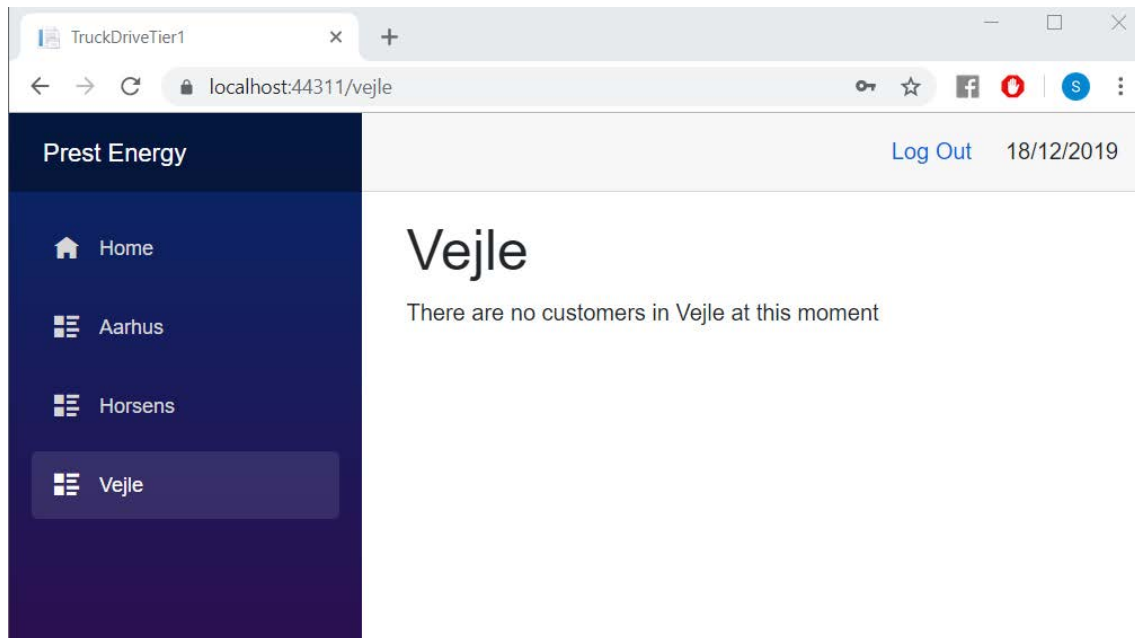 TruckDriveTier1
localhost:44311/vejle
S
Prest Energy
Log Out 18/12/2019
Home
Aarhus
Horsens
Vejle
Vejle
There are no customers in Vejle at this moment